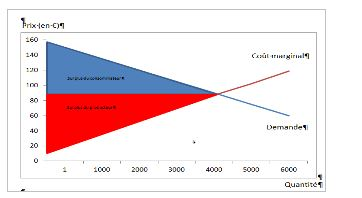 ¶
Prix·(en·€)¶
160
140
Coût·marginal¶
120
100
Surplus du consommateur¶
80
60
Surplus du producteur¶
Demande¶
40
20
0
1 1000 2000 3000 4000 5000 6000
¶
Quantité¶
¶